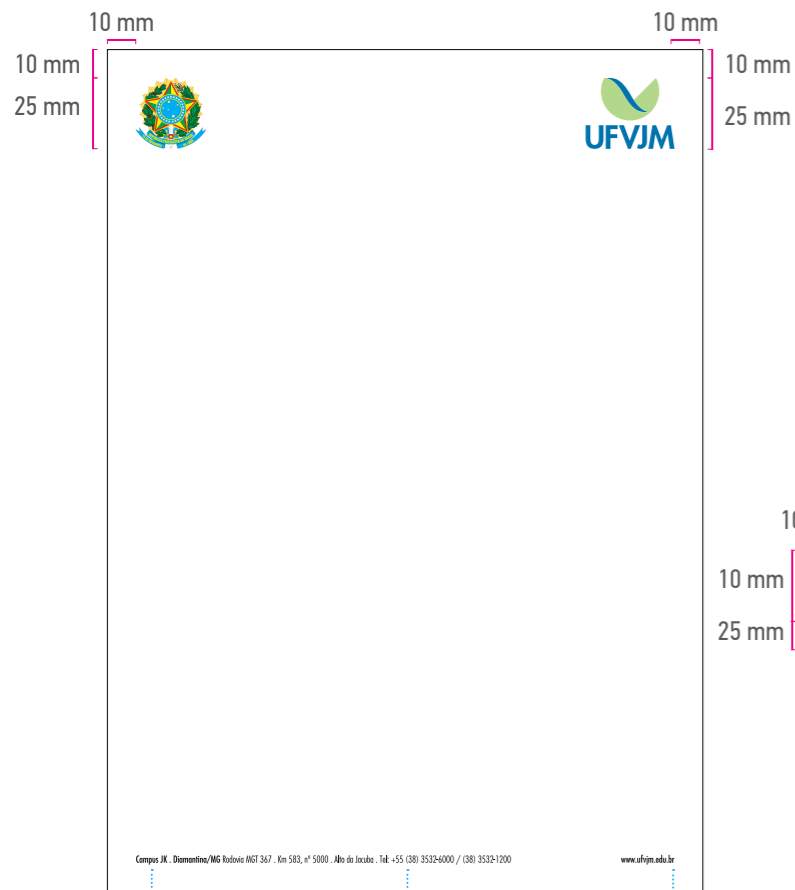 10 mm 10 mm
10 mm 10 mm
25 mm 25 mm
UFVJM
10 mm
25 mm
Campus JK . Diamantina/MG Rodovia MGT 367 . Km 583, nº 5000 . Alto da Jacuba . Tel: +55 (38) 3532-6000 / (38) 3532-1200 www.ufvjm.edu.br